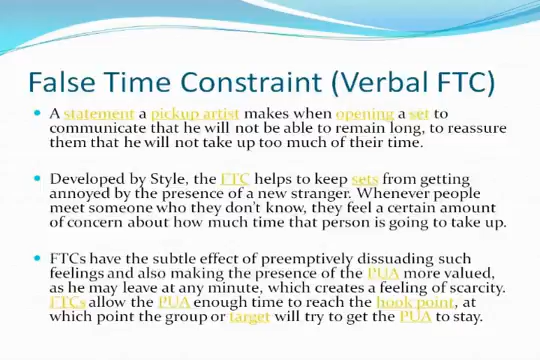 False Time Constraint (Verbal FTC)
• A statement a pickup artist makes when opening a set to
communicate that he will not be able to remain long, to reassure
them that he will not take up too much of their time.
• Developed by Style, the FTC helps to keep sets from getting
annoyed by the presence of a new stranger. Whenever people
meet someone who they don't know, they feel a certain amount
of concern about how much time that person is going to take up.
• FTCs have the subtle effect of preemptively dissuading such
feelings and also making the presence of the PUA more valued,
as he may leave at any minute, which creates a feeling of scarcity.
FTCs allow the PUA enough time to reach the hook point, at
which point the group or target will try to get the PUA to stay.